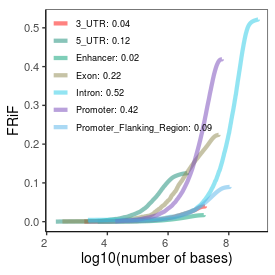 3_UTR: 0.04
5_UTR: 0.12
Enhancer: 0.02
Exon: 0.22
Intron: 0.52
Promoter: 0.42
Promoter_Flanking_Region: 0.09
FRiF
0.5
0.4
0.3
0.2
0.1
0.0
2 4 6 8
log10(number of bases)